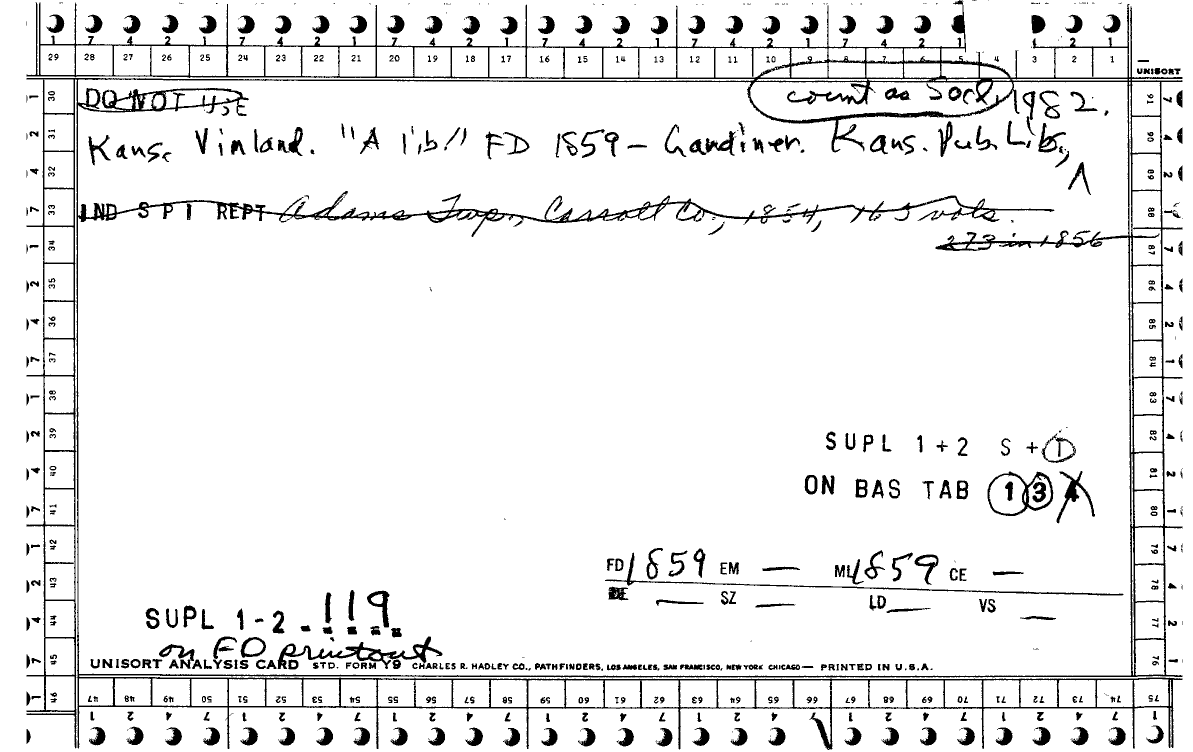 1 7 4 2 1 7 4 2 1 7 4 2 1 7 4 2 1 7 4 2 1 7 4 2 1 1 2 1
29 28 27 26 25 24 23 22 21 20 19 18 17 16 15 14 13 12 11 10 9 8 7 6 5 4 3 2 1
UNISORT
DO NOT USE
count as Socl, 1982.
Kans. Vinland. "A lib" FD 1859 – Gardiner. Kans. Pub. Libs,
IND S P I REPT Adams Twp, Carroll Co, 1854, 165 vols.
273 in 1856
30 31 32 33 34 35 36 37 38 39 40 41 42 43 44 45 46
91 90 89 88 87 86 85 84 83 82 81 80 79 78 77 76 75
SUPL 1+2 S + D
ON BAS TAB 1 3 4
FD 1859 EM — ML 1859 CE —
— SZ — LD — VS —
SUPL 1-2 119
on FD printout
UNISORT ANALYSIS CARD STD. FORM Y9 CHARLES R. HADLEY CO., PATHFINDERS, LOS ANGELES, SAN FRANCISCO, NEW YORK CHICAGO — PRINTED IN U.S.A.
47 48 49 50 51 52 53 54 55 56 57 58 59 60 61 62 63 64 65 66 67 68 69 70 71 72 73 74